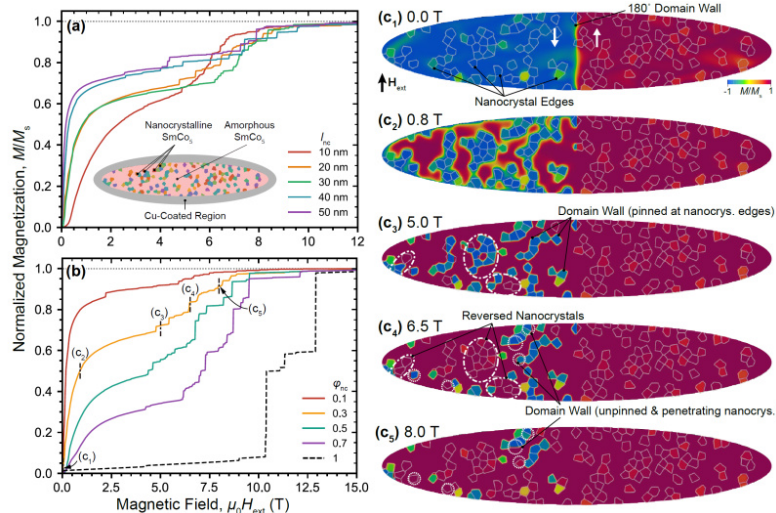 (a)
Normalized Magnetization, M/Ms
1.0
0.8
0.6
0.4
0.2
0.0
Nanocrystalline
SmCo5
Amorphous
SmCo5
Cu-Coated Region
lnc
10 nm
20 nm
30 nm
40 nm
50 nm
0 2 4 6 8 10 12
(b)
1.0
0.8
0.6
0.4
0.2
0.0
(c1)
(c2)
(c3)
(c4)
(c5)
φnc
0.1
0.3
0.5
0.7
1
0.0 2.5 5.0 7.5 10.0 12.5 15.0
Magnetic Field, μ0Hext (T)
(c1) 0.0 T
180° Domain Wall
Hext
Nanocrystal Edges
M/Ms
-1 1
(c2) 0.8 T
(c3) 5.0 T
Domain Wall (pinned at nanocrys. edges)
(c4) 6.5 T
Reversed Nanocrystals
Domain Wall (unpinned & penetrating nanocrys.
(c5) 8.0 T